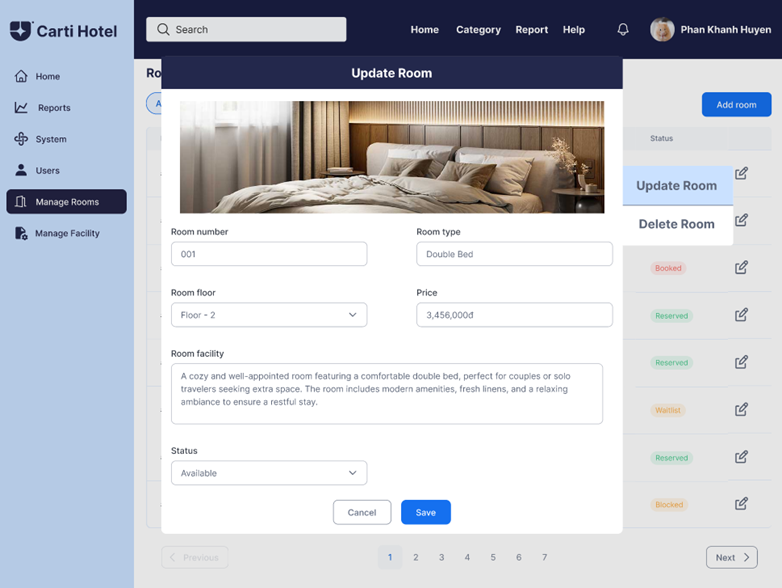 Carti Hotel
Search
Home
Category
Report
Help
Phan Khanh Huyen
Home
Reports
System
Users
Manage Rooms
Manage Facility
Ro
A
Add room
Status
Update Room
Room number
Room type
001
Double Bed
Room floor
Price
Floor - 2
3,456,000đ
Room facility
A cozy and well-appointed room featuring a comfortable double bed, perfect for couples or solo
travelers seeking extra space. The room includes modern amenities, fresh linens, and a relaxing
ambiance to ensure a restful stay.
Status
Available
Cancel
Save
Update Room
Delete Room
Booked
Reserved
Reserved
Waitlist
Reserved
Blocked
Previous
1 2 3 4 5 6 7
Next